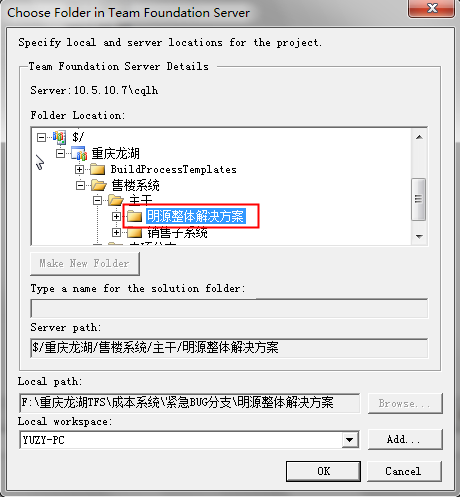 Choose Folder in Team Foundation Server
Specify local and server locations for the project.
Team Foundation Server Details
Server:10.5.10.7\cqlh
Folder Location:
$/
重庆龙湖
BuildProcessTemplates
售楼系统
主干
明源整体解决方案
销售子系统
Make New Folder
Type a name for the solution folder:
Server path:
$/重庆龙湖/售楼系统/主干/明源整体解决方案
Local path:
F:\重庆龙湖TFS\成本系统\紧急BUG分支\明源整体解决方案
Browse...
Local workspace:
YUZY-PC
Add...
OK
Cancel